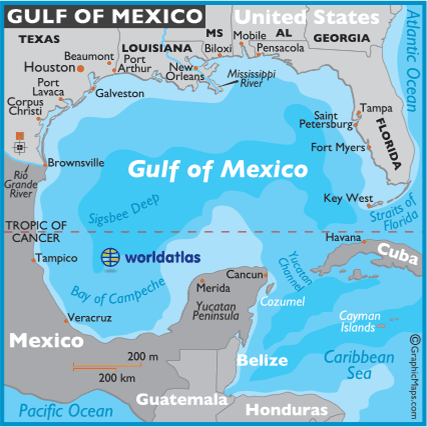 GULF OF MEXICO
United States
TEXAS
LOUISIANA
MS
AL
GEORGIA
Mobile
Biloxi
Pensacola
Beaumont
Houston
Port
Arthur
New
Orleans
Mississippi
River
Port
Lavaca
Galveston
Corpus
Christi
Atlantic Ocean
Tampa
Saint
Petersburg
FLORIDA
Fort Myers
Gulf of Mexico
Brownsville
Rio
Grande
River
Key West
Sigsbee Deep
Straits of
Florida
TROPIC OF
CANCER
Havana
Cuba
Tampico
worldatlas
Yucatan
Channel
Cancun
Merida
Bay of Campeche
Cozumel
Yucatan
Peninsula
Cayman
Islands
Veracruz
Mexico
200 m
200 km
Belize
Caribbean
Sea
Guatemala
Honduras
Pacific Ocean
©GraphicMaps.com